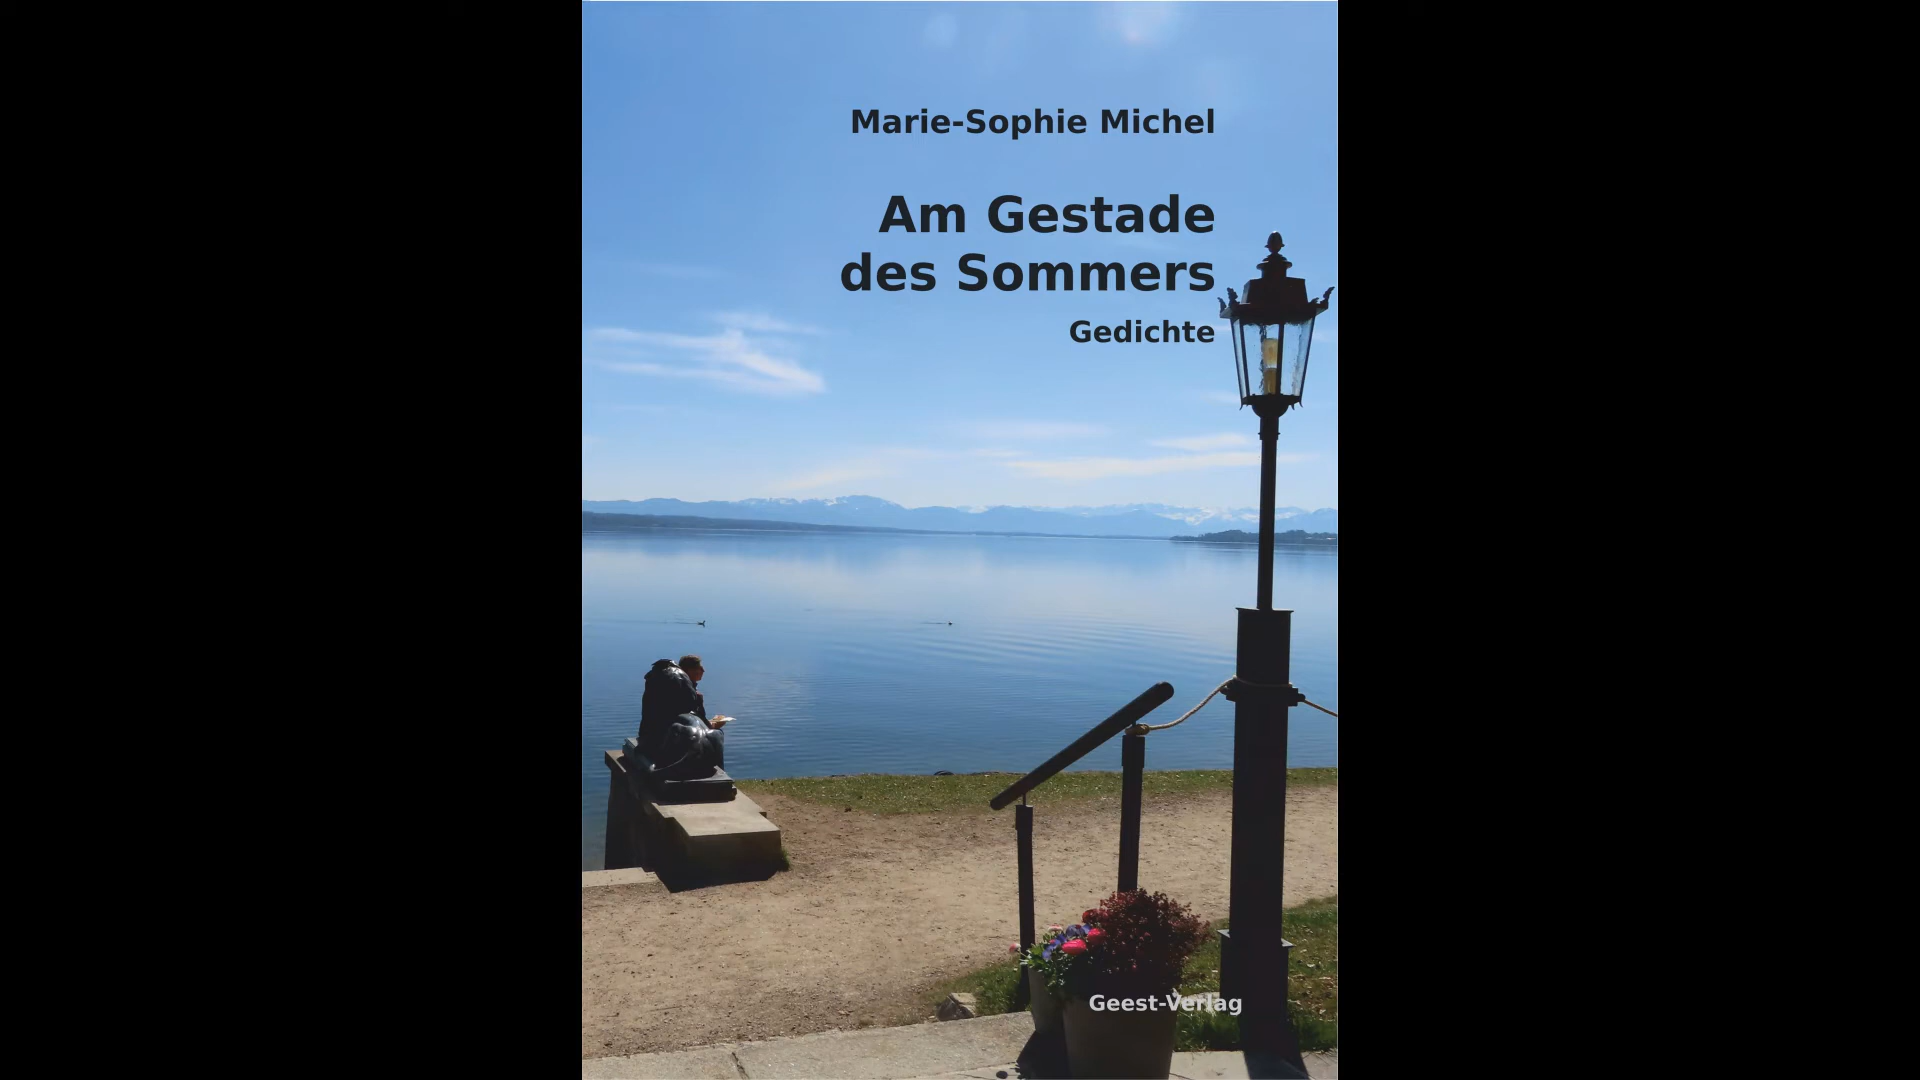 Marie-Sophie Michel
Am Gestade
des Sommers
Gedichte
Geest-Verlag